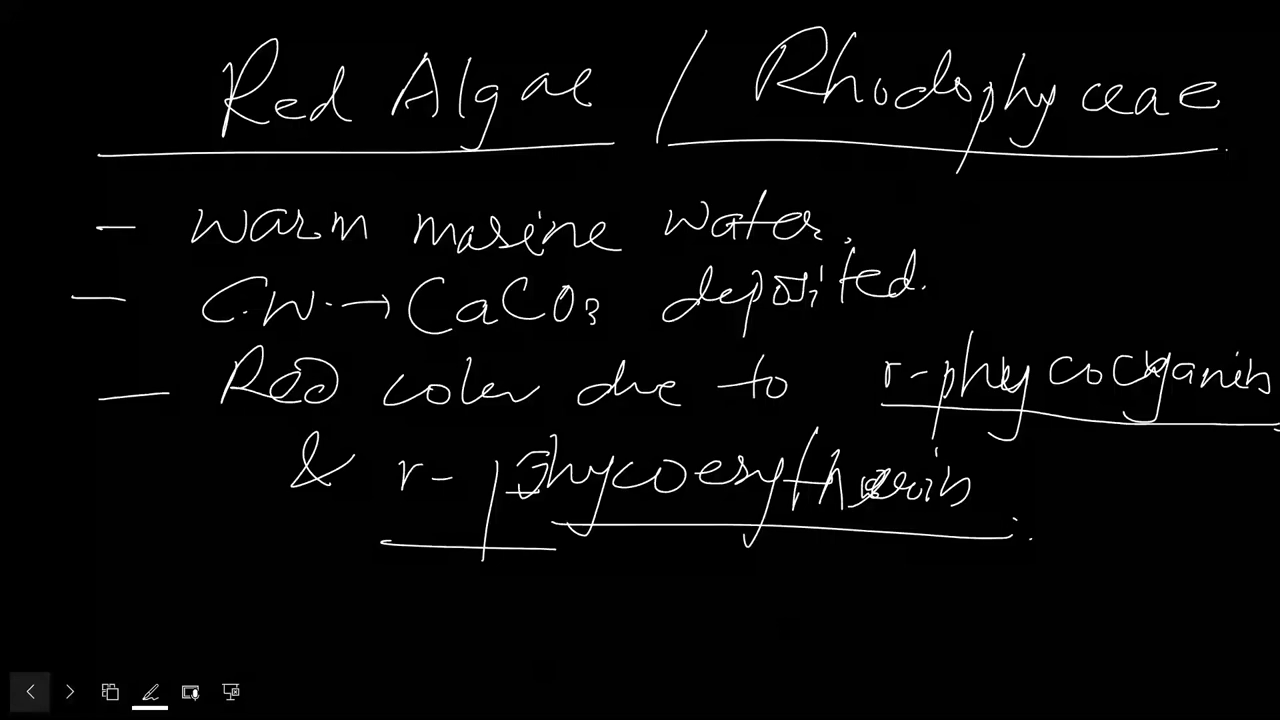 Red Algae / Rhodophyceae
- warm marine water.
- C.W. → CaCO3 deposited.
- Red color due to r-phycocyanin
& r-phycoerythrin.